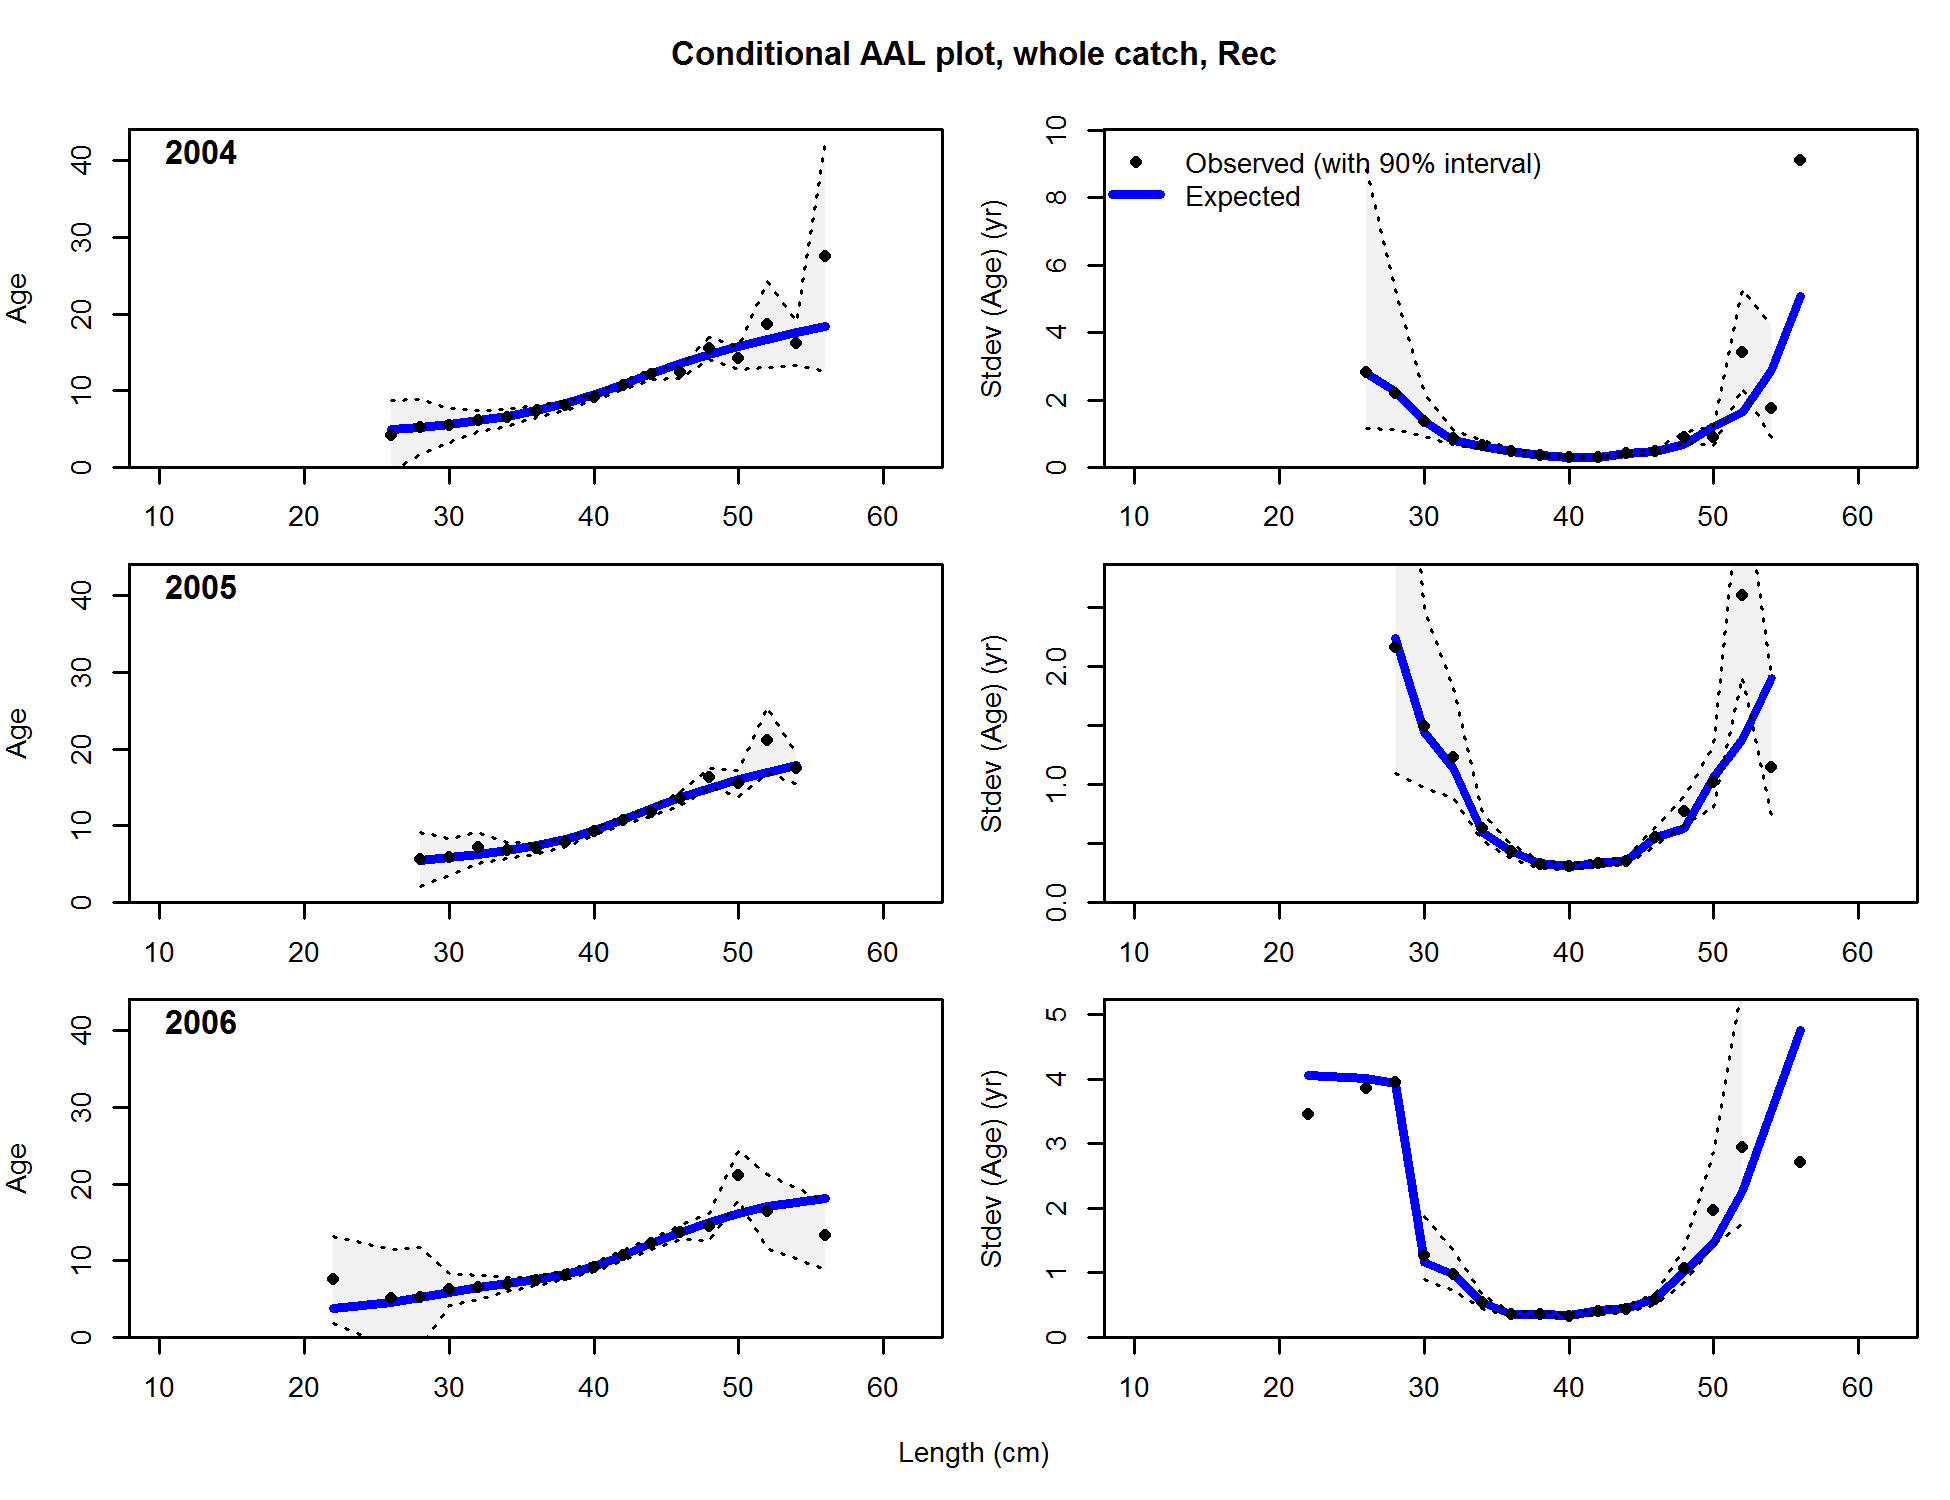 Conditional AAL plot, whole catch, Rec
2004
Age
0 10 20 30 40
10 20 30 40 50 60
Observed (with 90% interval)
Expected
Stdev (Age) (yr)
0 2 4 6 8 10
10 20 30 40 50 60
2005
Age
0 10 20 30 40
10 20 30 40 50 60
Stdev (Age) (yr)
0.0 1.0 2.0
10 20 30 40 50 60
2006
Age
0 10 20 30 40
10 20 30 40 50 60
Stdev (Age) (yr)
0 1 2 3 4 5
10 20 30 40 50 60
Length (cm)